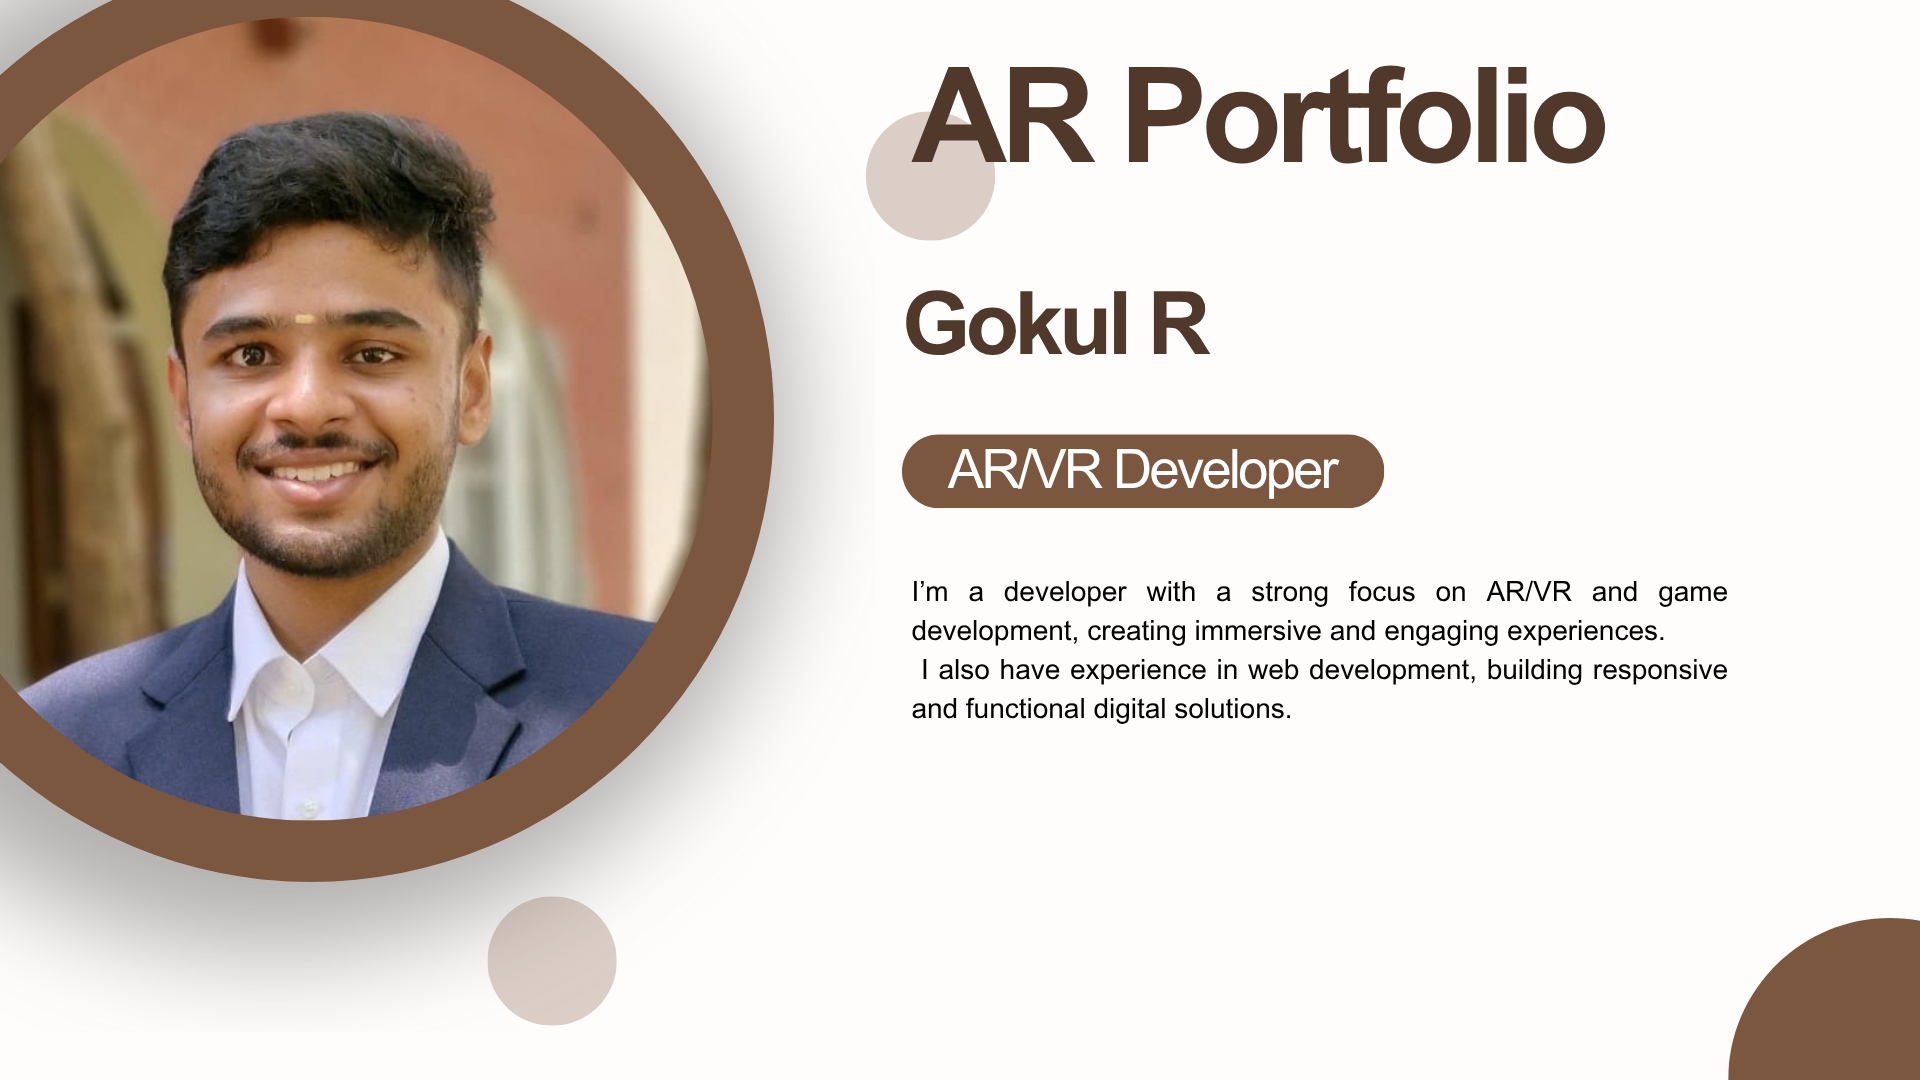 AR Portfolio
Gokul R
AR/VR Developer
I’m a developer with a strong focus on AR/VR and game
development, creating immersive and engaging experiences.
I also have experience in web development, building responsive
and functional digital solutions.